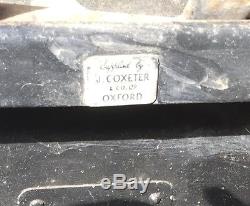 Supplied by
J. COXETER
& CO. LTD
OXFORD